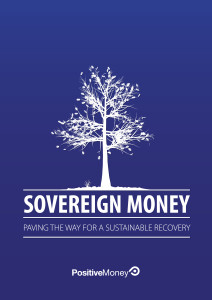 SOVEREIGN MONEY
PAVING THE WAY FOR A SUSTAINABLE RECOVERY
PositiveMoney